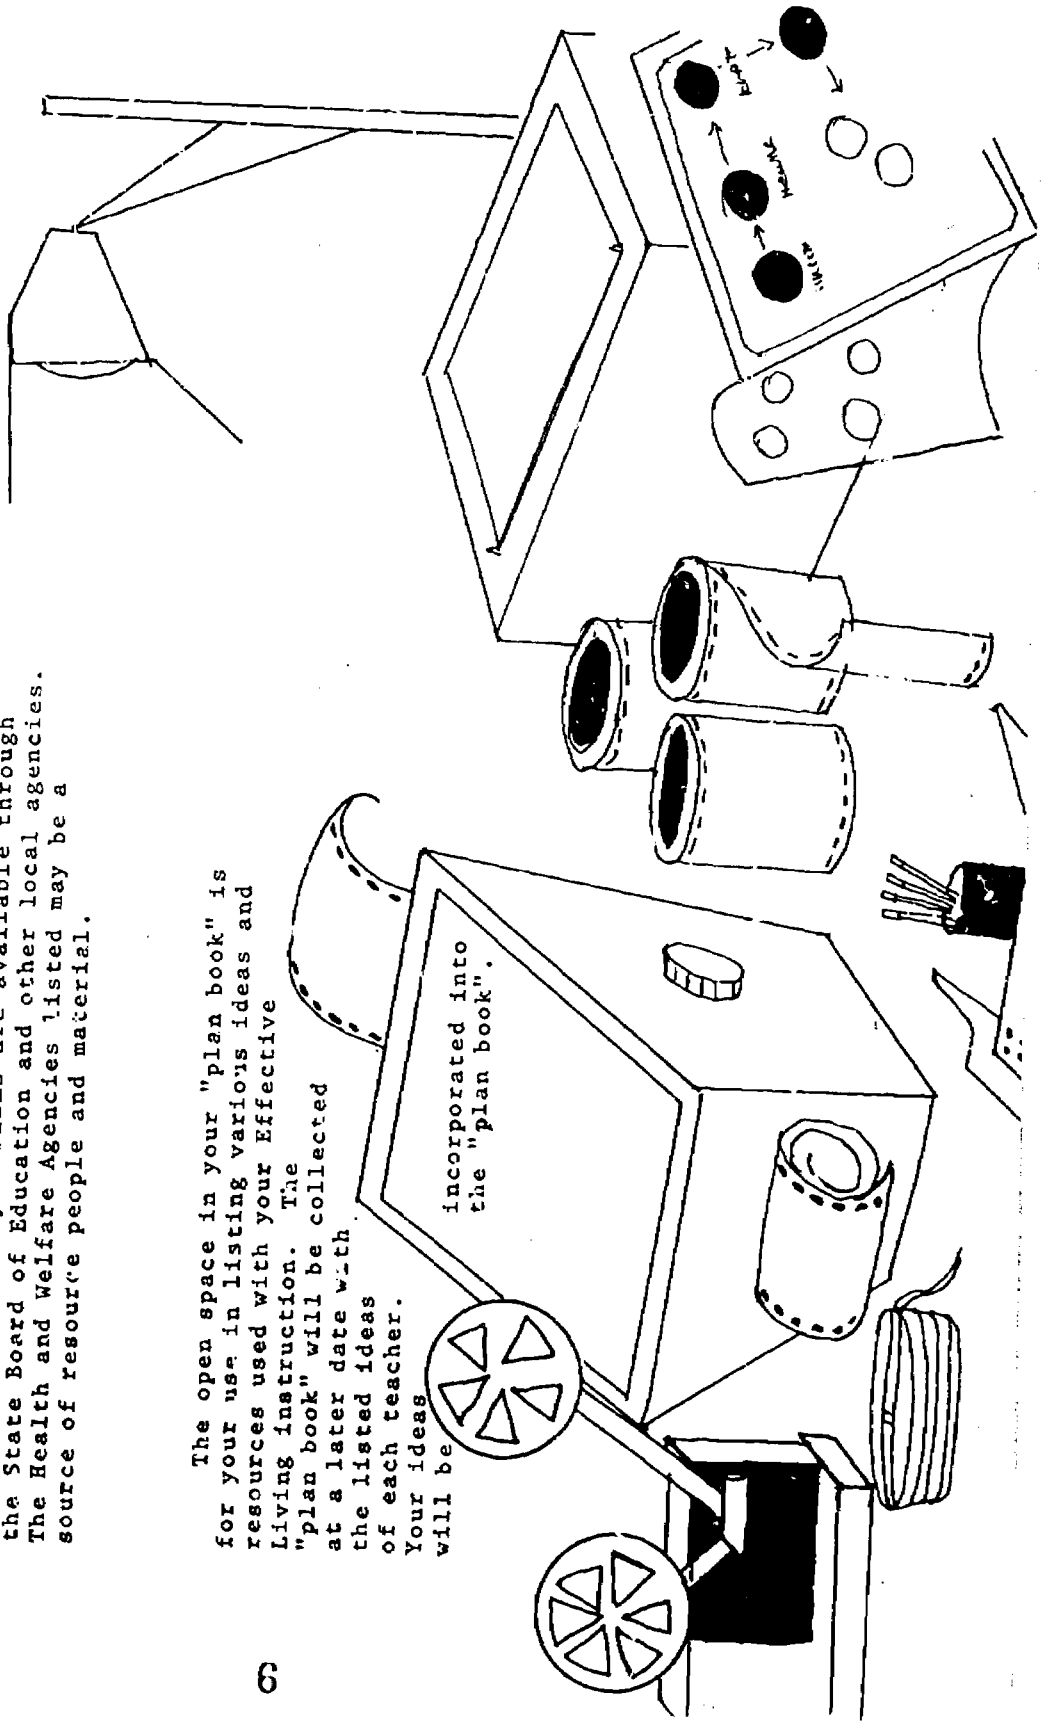 the State Board of Education and other local agencies.
The Health and Welfare Agencies listed may be a
source of resource people and material.
The open space in your "plan book" is
for your use in listing various ideas and
resources used with your Effective
Living instruction. The
"plan book" will be collected
at a later date with
the listed ideas
of each teacher.
Your ideas
will be
incorporated into
the "plan book".
6